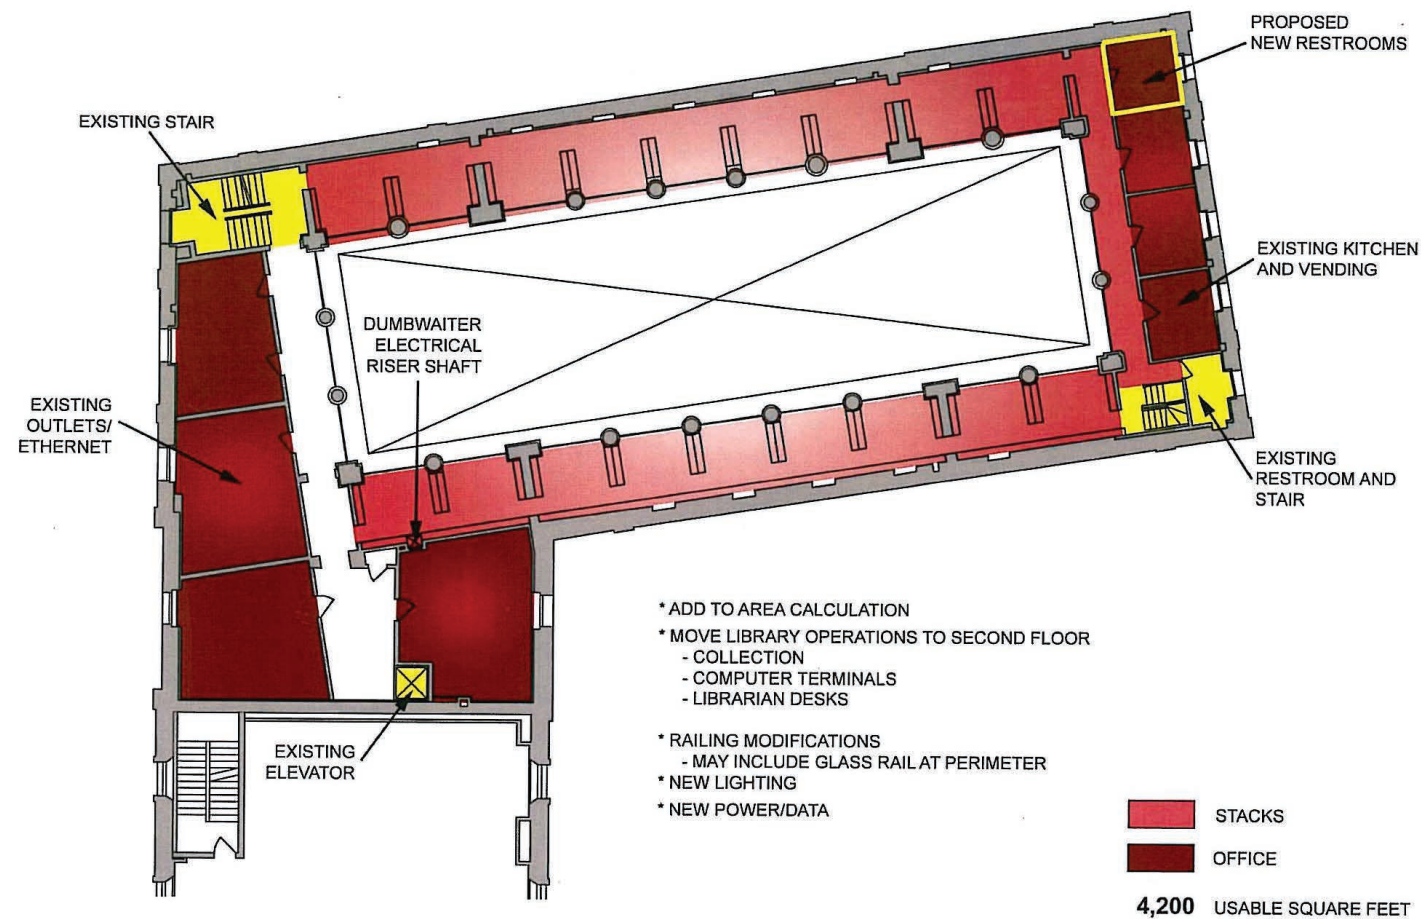 PROPOSED
NEW RESTROOMS
EXISTING STAIR
EXISTING KITCHEN
AND VENDING
DUMBWAITER
ELECTRICAL
RISER SHAFT
EXISTING
OUTLETS/
ETHERNET
EXISTING
RESTROOM AND
STAIR
* ADD TO AREA CALCULATION
* MOVE LIBRARY OPERATIONS TO SECOND FLOOR
- COLLECTION
- COMPUTER TERMINALS
- LIBRARIAN DESKS
EXISTING
ELEVATOR
* RAILING MODIFICATIONS
- MAY INCLUDE GLASS RAIL AT PERIMETER
* NEW LIGHTING
* NEW POWER/DATA
STACKS
OFFICE
4,200 USABLE SQUARE FEET